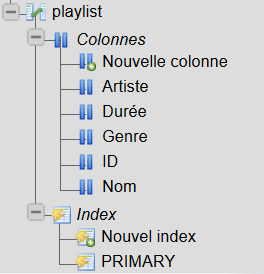 playlist
Colonnes
Nouvelle colonne
Artiste
Durée
Genre
ID
Nom
Index
Nouvel index
PRIMARY